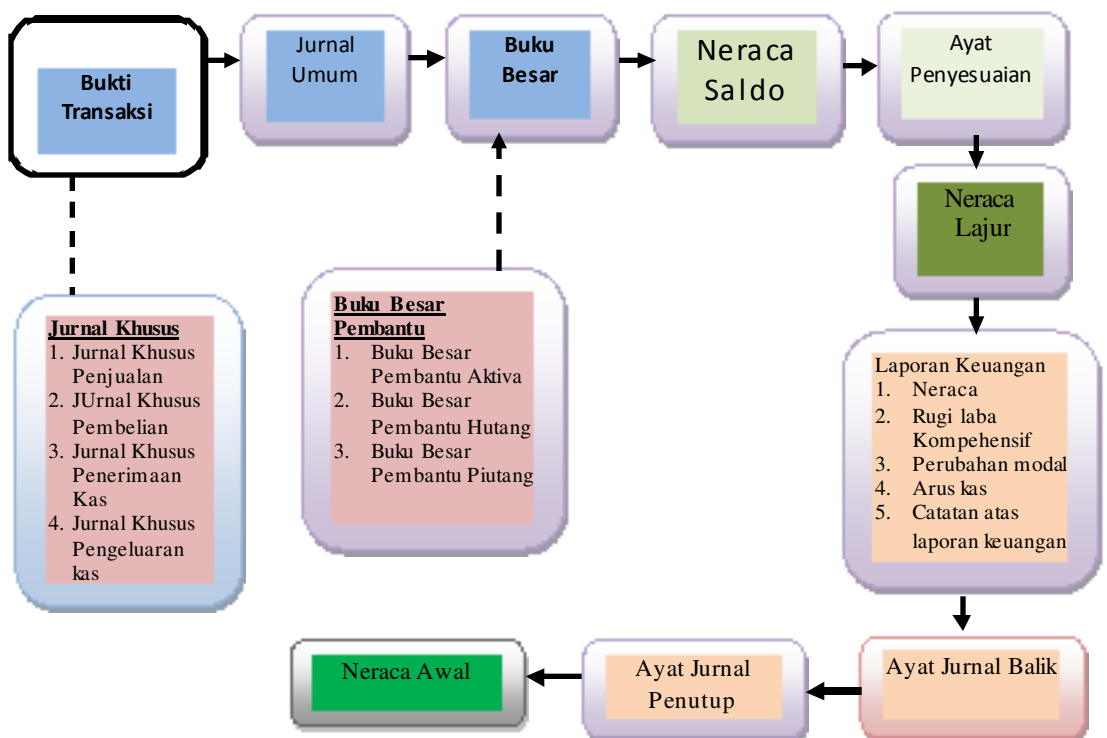 Bukti
Transaksi
Jurnal
Umum
Buku
Besar
Neraca
Saldo
Ayat
Penyesuaian
Neraca
Lajur
Jurnal Khusus
1. Jurnal Khusus
Penjualan
2. JUrnal Khusus
Pembelian
3. Jurnal Khusus
Penerimaan
Kas
4. Jurnal Khusus
Pengeluaran
kas
Buku Besar
Pembantu
1. Buku Besar
Pembantu Aktiva
2. Buku Besar
Pembantu Hutang
3. Buku Besar
Pembantu Piutang
Laporan Keuangan
1. Neraca
2. Rugi laba
Kompehensif
3. Perubahan modal
4. Arus kas
5. Catatan atas
laporan keuangan
Neraca Awal
Ayat Jurnal
Penutup
Ayat Jurnal Balik